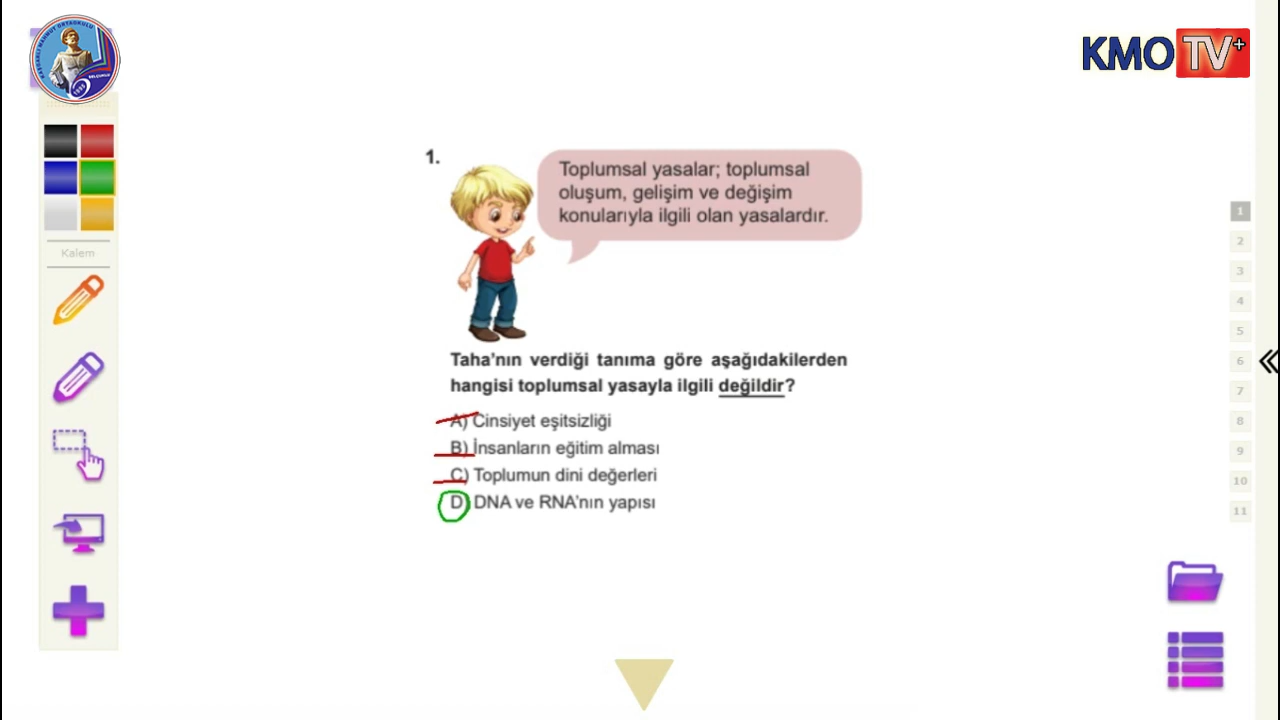 KMO TV+
Kalem
1.
Toplumsal yasalar; toplumsal
oluşum, gelişim ve değişim
konularıyla ilgili olan yasalardır.
Taha'nın verdiği tanıma göre aşağıdakilerden
hangisi toplumsal yasayla ilgili değildir?
A) Cinsiyet eşitsizliği
B) İnsanların eğitim alması
C) Toplumun dini değerleri
D) DNA ve RNA'nın yapısı
1
2
3
4
5
6
7
8
9
10
11